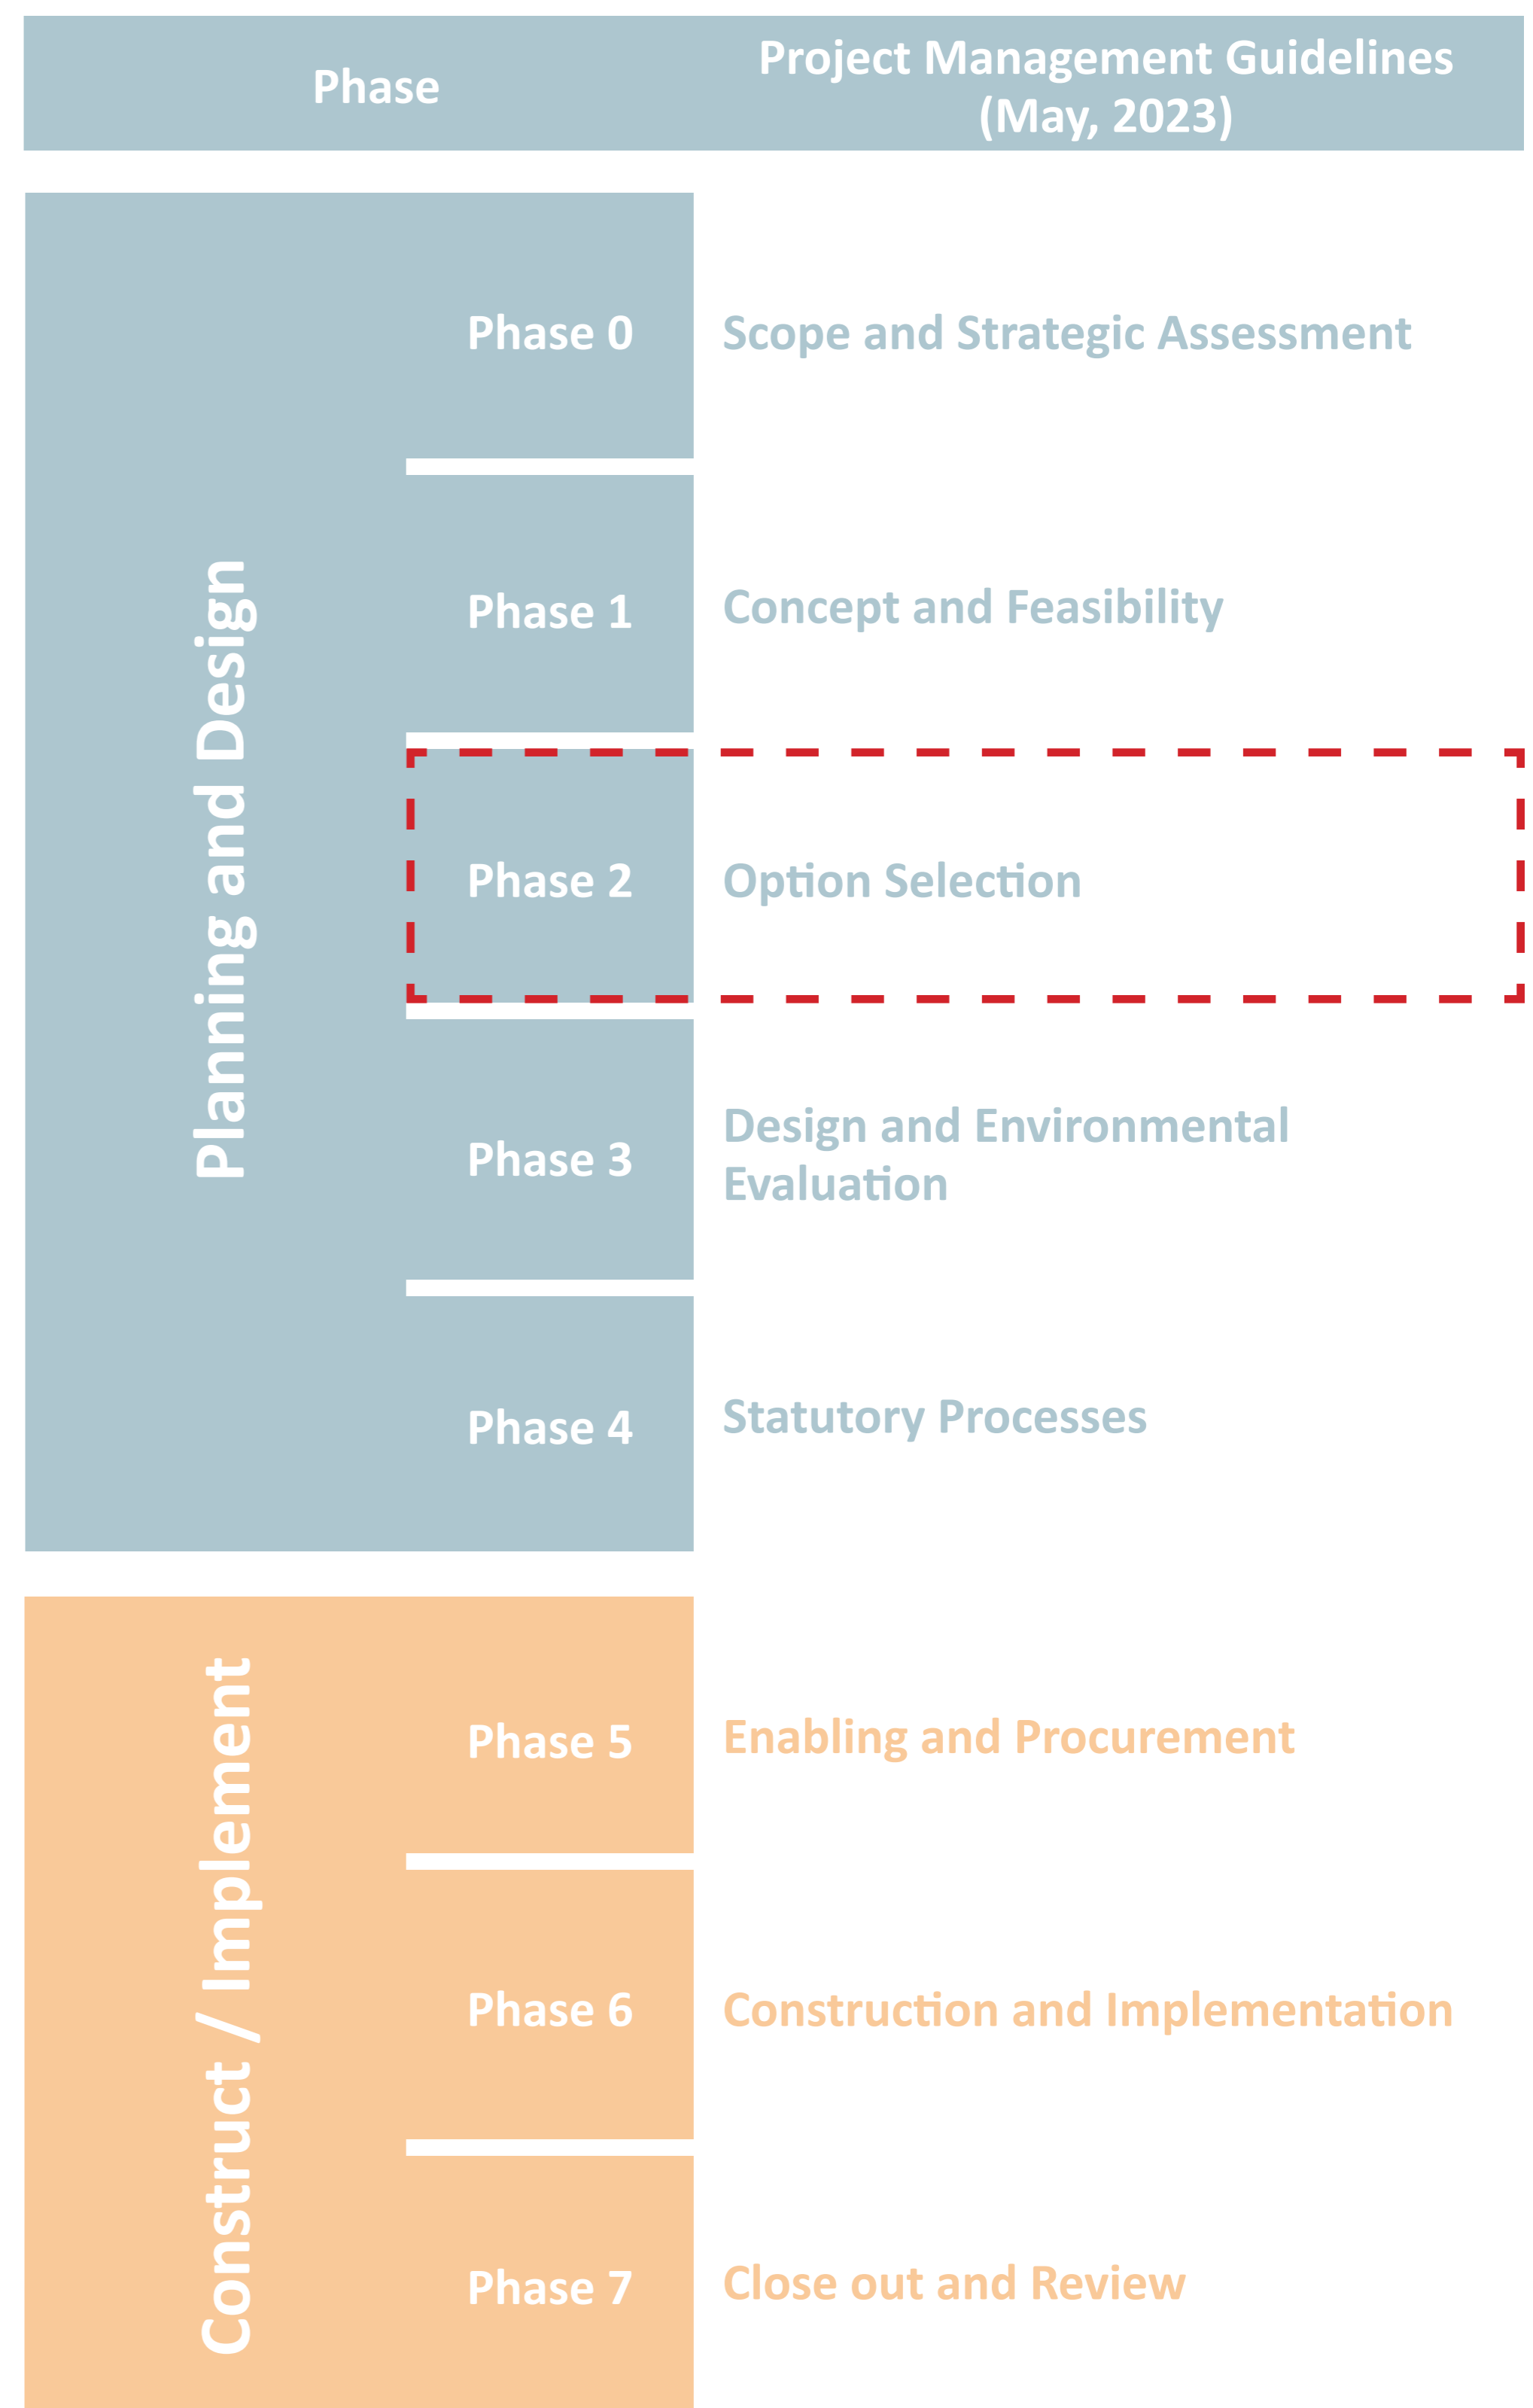 Phase
Project Management Guidelines
(May, 2023)
Planning and Design
Phase 0
Scope and Strategic Assessment
Phase 1
Concept and Feasibility
Phase 2
Option Selection
Phase 3
Design and Environmental
Evaluation
Phase 4
Statutory Processes
Construct / Implement
Phase 5
Enabling and Procurement
Phase 6
Construction and Implementation
Phase 7
Close out and Review